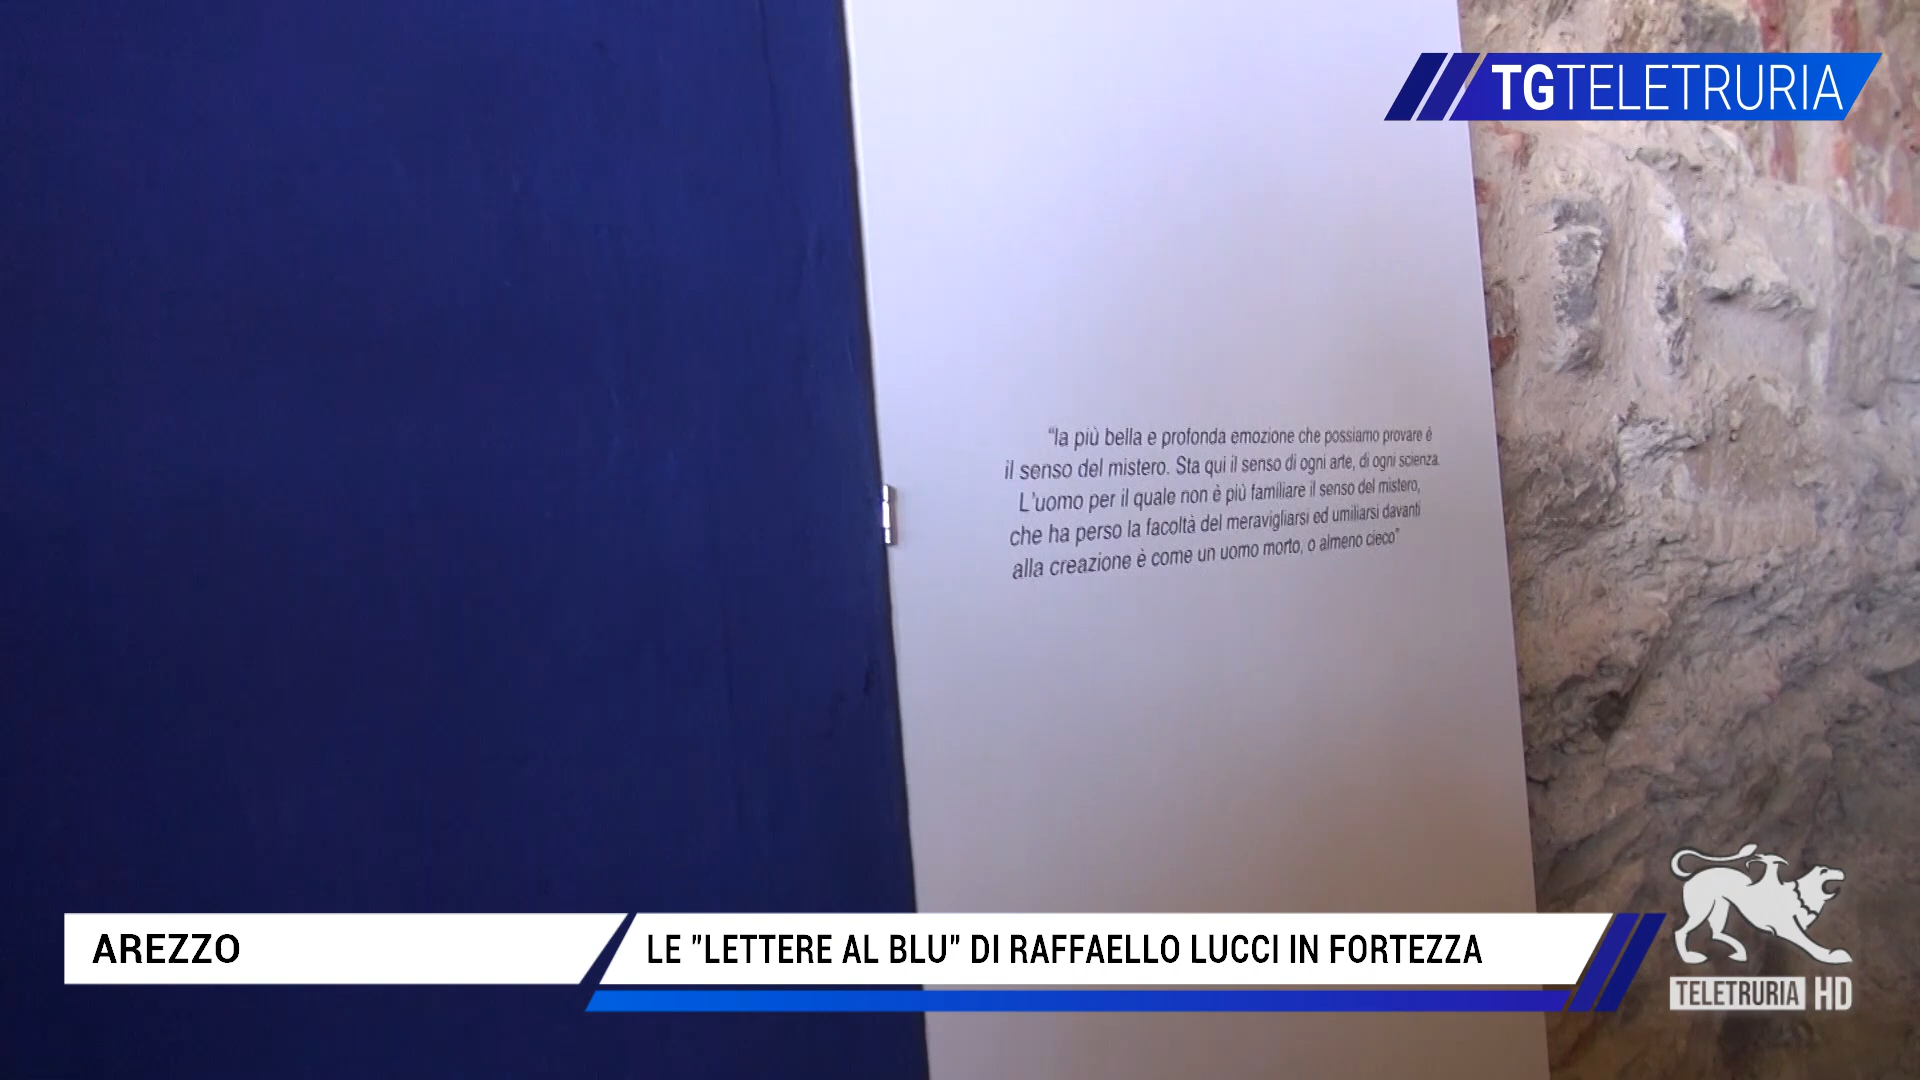 TGTELETRURIA
"la più bella e profonda emozione che possiamo provare è
il senso del mistero. Sta qui il senso di ogni arte, di ogni scienza.
L'uomo per il quale non è più familiare il senso del mistero,
che ha perso la facoltà del meravigliarsi ed umiliarsi davanti
alla creazione è come un uomo morto, o almeno cieco"
AREZZO
LE "LETTERE AL BLU" DI RAFFAELLO LUCCI IN FORTEZZA
TELETRURIA HD